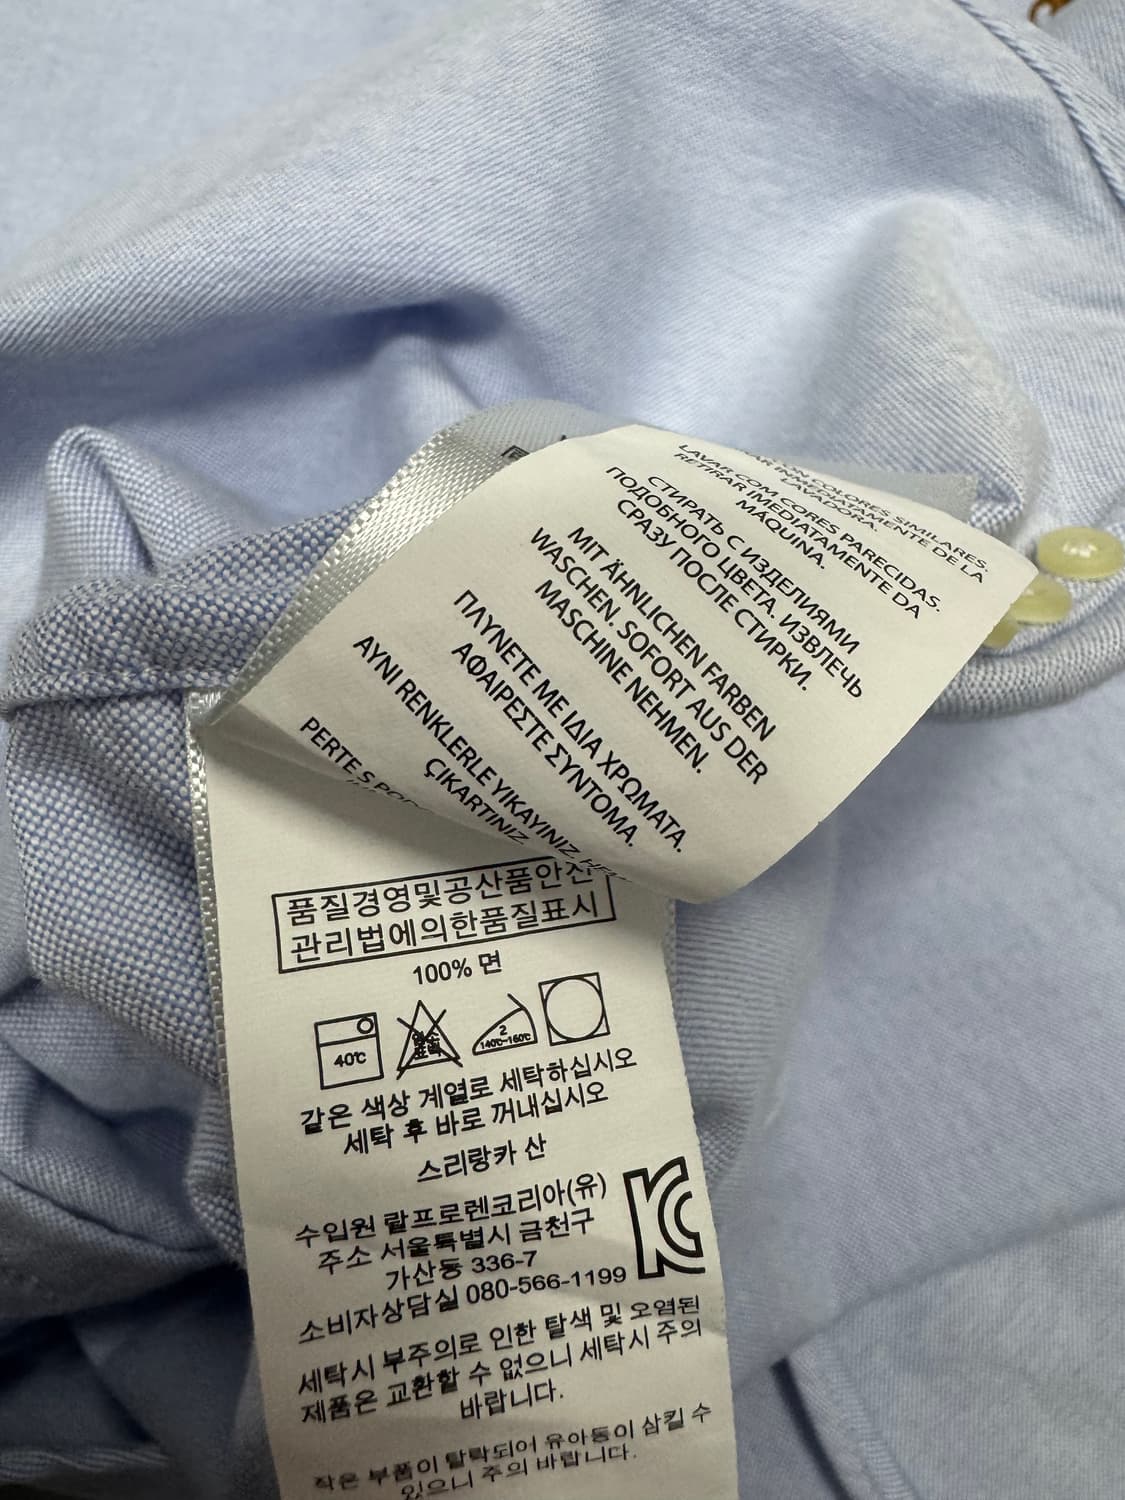 LAVAR CON COLORES SIMILARES.
LAVADORA.
LAVAR COM CORES PARECIDAS.
RETIRAR IMEDIATAMENTE DA
MÁQUINA.
СТИРАТЬ С ИЗДЕЛИЯМИ
ПОДОБНОГО ЦВЕТА. ИЗВЛЕЧЬ
СРАЗУ ПОСЛЕ СТИРКИ.
MIT ÄHNLICHEN FARBEN
WASCHEN. SOFORT AUS DER
MASCHINE NEHMEN.
ΠΛΥΝΕΤΕ ΜΕ ΙΔΙΑ ΧΡΩΜΑΤΑ.
ΑΦΑΙΡΕΣΤΕ ΣΥΝΤΟΜΑ.
AYNI RENKLERLE YIKAYINIZ.
ÇIKARTINIZ.
품질경영및공산품안전
관리법에의한품질표시
100% 면
40℃
2
140℃~160℃
같은 색상 계열로 세탁하십시오
세탁 후 바로 꺼내십시오
스리랑카 산
수입원 랄프로렌코리아(유)
주소 서울특별시 금천구
가산동 336-7
소비자상담실 080-566-1199
세탁시 부주의로 인한 탈색 및 오염된
제품은 교환할 수 없으니 세탁시 주의
바랍니다.
작은 부품이 탈락되어 유아동이 삼킬 수
있으니 주의 바랍니다.